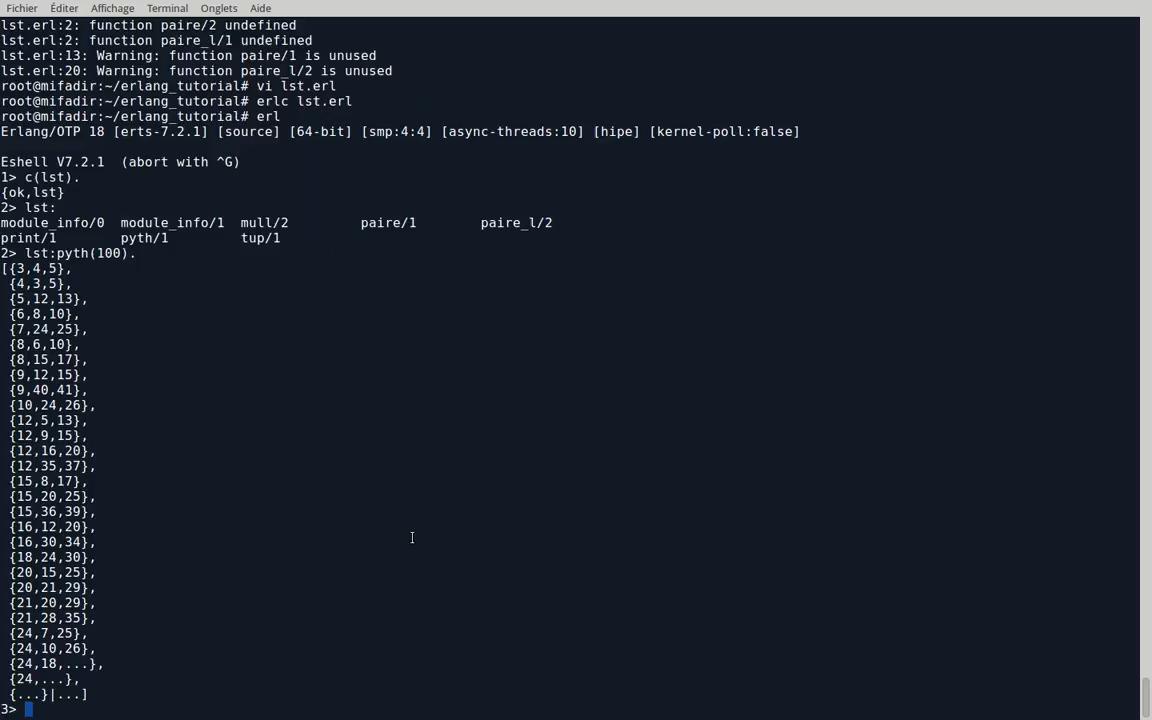 Fichier Éditer Affichage Terminal Onglets Aide
lst.erl:2: function paire/2 undefined
lst.erl:2: function paire_l/1 undefined
lst.erl:13: Warning: function paire/1 is unused
lst.erl:20: Warning: function paire_l/2 is unused
root@mifadir:~/erlang_tutorial# vi lst.erl
root@mifadir:~/erlang_tutorial# erlc lst.erl
root@mifadir:~/erlang_tutorial# erl
Erlang/OTP 18 [erts-7.2.1] [source] [64-bit] [smp:4:4] [async-threads:10] [hipe] [kernel-poll:false]
Eshell V7.2.1  (abort with ^G)
1> c(lst).
{ok,lst}
2> lst:
module_info/0  module_info/1  mull/2         paire/1        paire_l/2
print/1        pyth/1         tup/1
2> lst:pyth(100).
[{3,4,5},
 {4,3,5},
 {5,12,13},
 {6,8,10},
 {7,24,25},
 {8,6,10},
 {8,15,17},
 {9,12,15},
 {9,40,41},
 {10,24,26},
 {12,5,13},
 {12,9,15},
 {12,16,20},
 {12,35,37},
 {15,8,17},
 {15,20,25},
 {15,36,39},
 {16,12,20},
 {16,30,34},
 {18,24,30},
 {20,15,25},
 {20,21,29},
 {21,20,29},
 {21,28,35},
 {24,7,25},
 {24,10,26},
 {24,18,...},
 {24,...},
 {...}|...]
3>